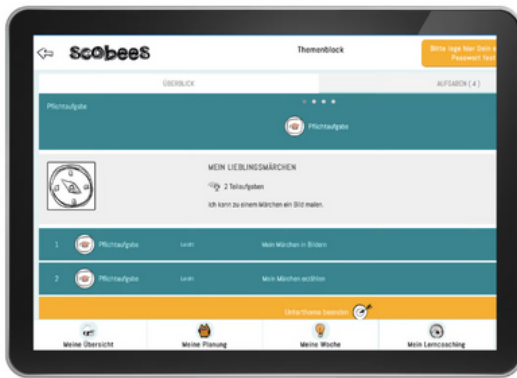 scobees
Themenblock
Bitte lege hier Dein
Passwort fest
ÜBERBLICK
AUFGABEN ( 4 )
Pflichtaufgabe
Pflichtaufgabe
MEIN LIEBLINGSMÄRCHEN
2 Teilaufgaben
Ich kann zu einem Märchen ein Bild malen.
1 Pflichtaufgabe Leicht Mein Märchen in Bildern
2 Pflichtaufgabe Leicht Mein Märchen erzählen
Unterthema beenden
Meine Übersicht
Meine Planung
Meine Woche
Mein Lerncoaching